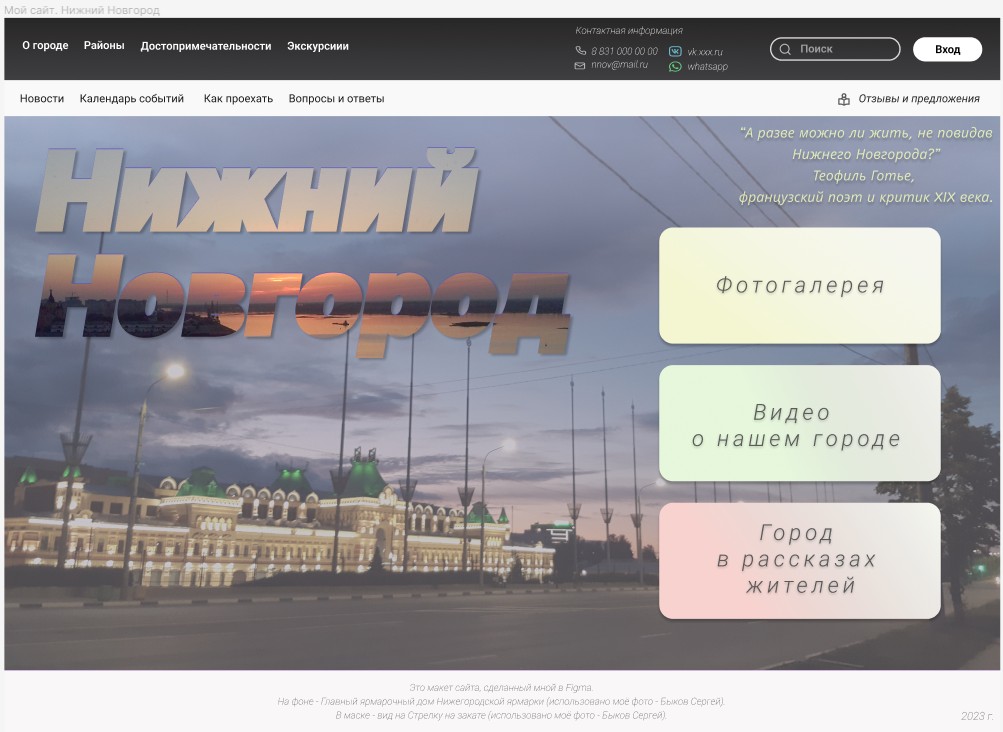 Мой сайт. Нижний Новгород
О городе Районы Достопримечательности Экскурсиии
Контактная информация
8 831 000 00 00 vk xxx.ru
nnov@mail.ru whatsapp
Поиск
Вход
Новости Календарь событий Как проехать Вопросы и ответы Отзывы и предложения
"А разве можно ли жить, не повидав
Нижнего Новгорода?"
Теофиль Готье,
французский поэт и критик XIX века.
Нижний
Новгород
Фотогалерея
Видео
о нашем городе
Город
в рассказах
жителей
Это макет сайта, сделанный мной в Figma.
На фоне - Главный ярмарочный дом Нижегородской ярмарки (использовано моё фото - Быков Сергей).
В маске - вид на Стрелку на закате (использовано моё фото - Быков Сергей).
2023 г.